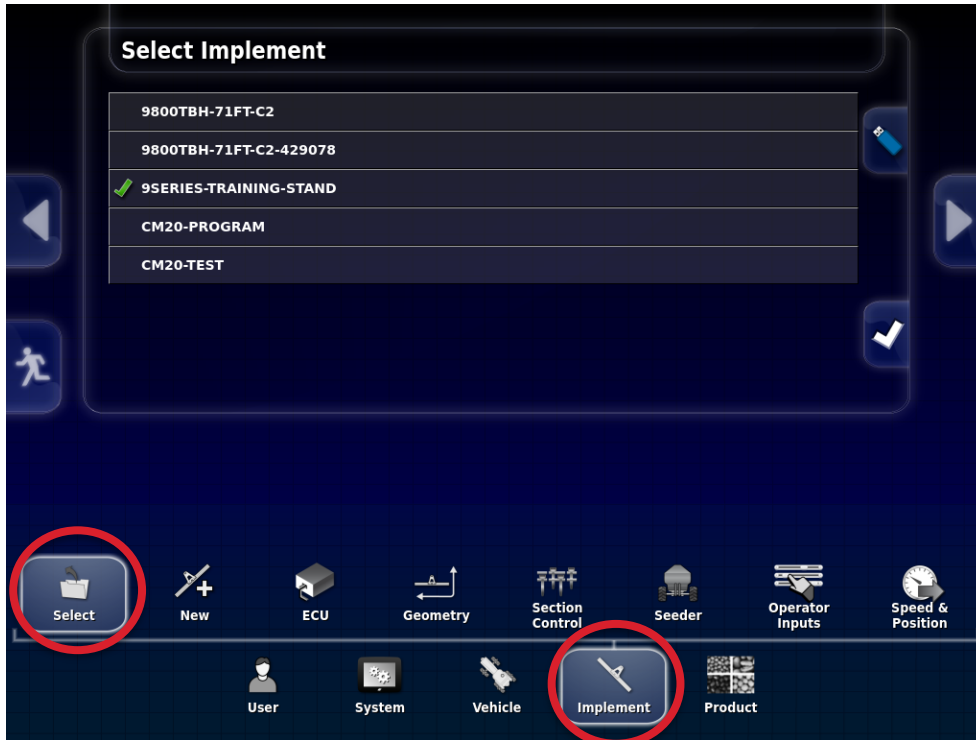 Select Implement
9800TBH-71FT-C2
9800TBH-71FT-C2-429078
9SERIES-TRAINING-STAND
CM20-PROGRAM
CM20-TEST
Select
New
ECU
Geometry
Section
Control
Seeder
Operator
Inputs
Speed &
Position
User
System
Vehicle
Implement
Product